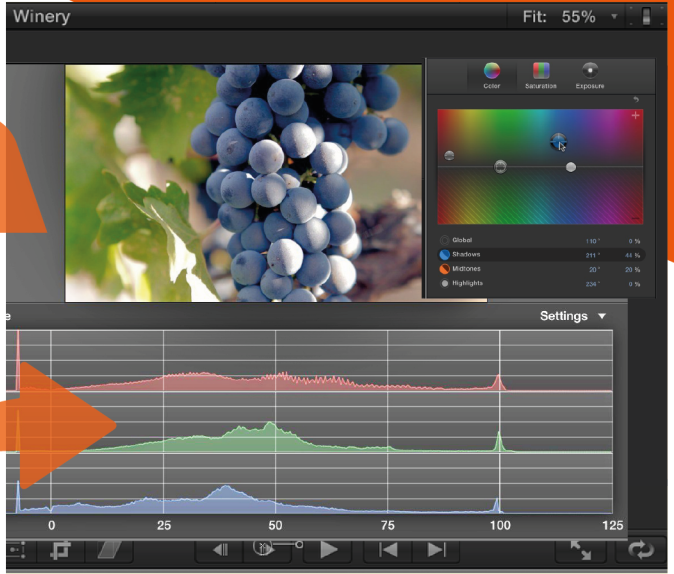 Winery
Fit: 55%
Color
Saturation
Exposure
Global 110° 0 %
Shadows 211° 44 %
Midtones 20° 20 %
Highlights 234° 0 %
e
Settings
0 25 50 75 100 125